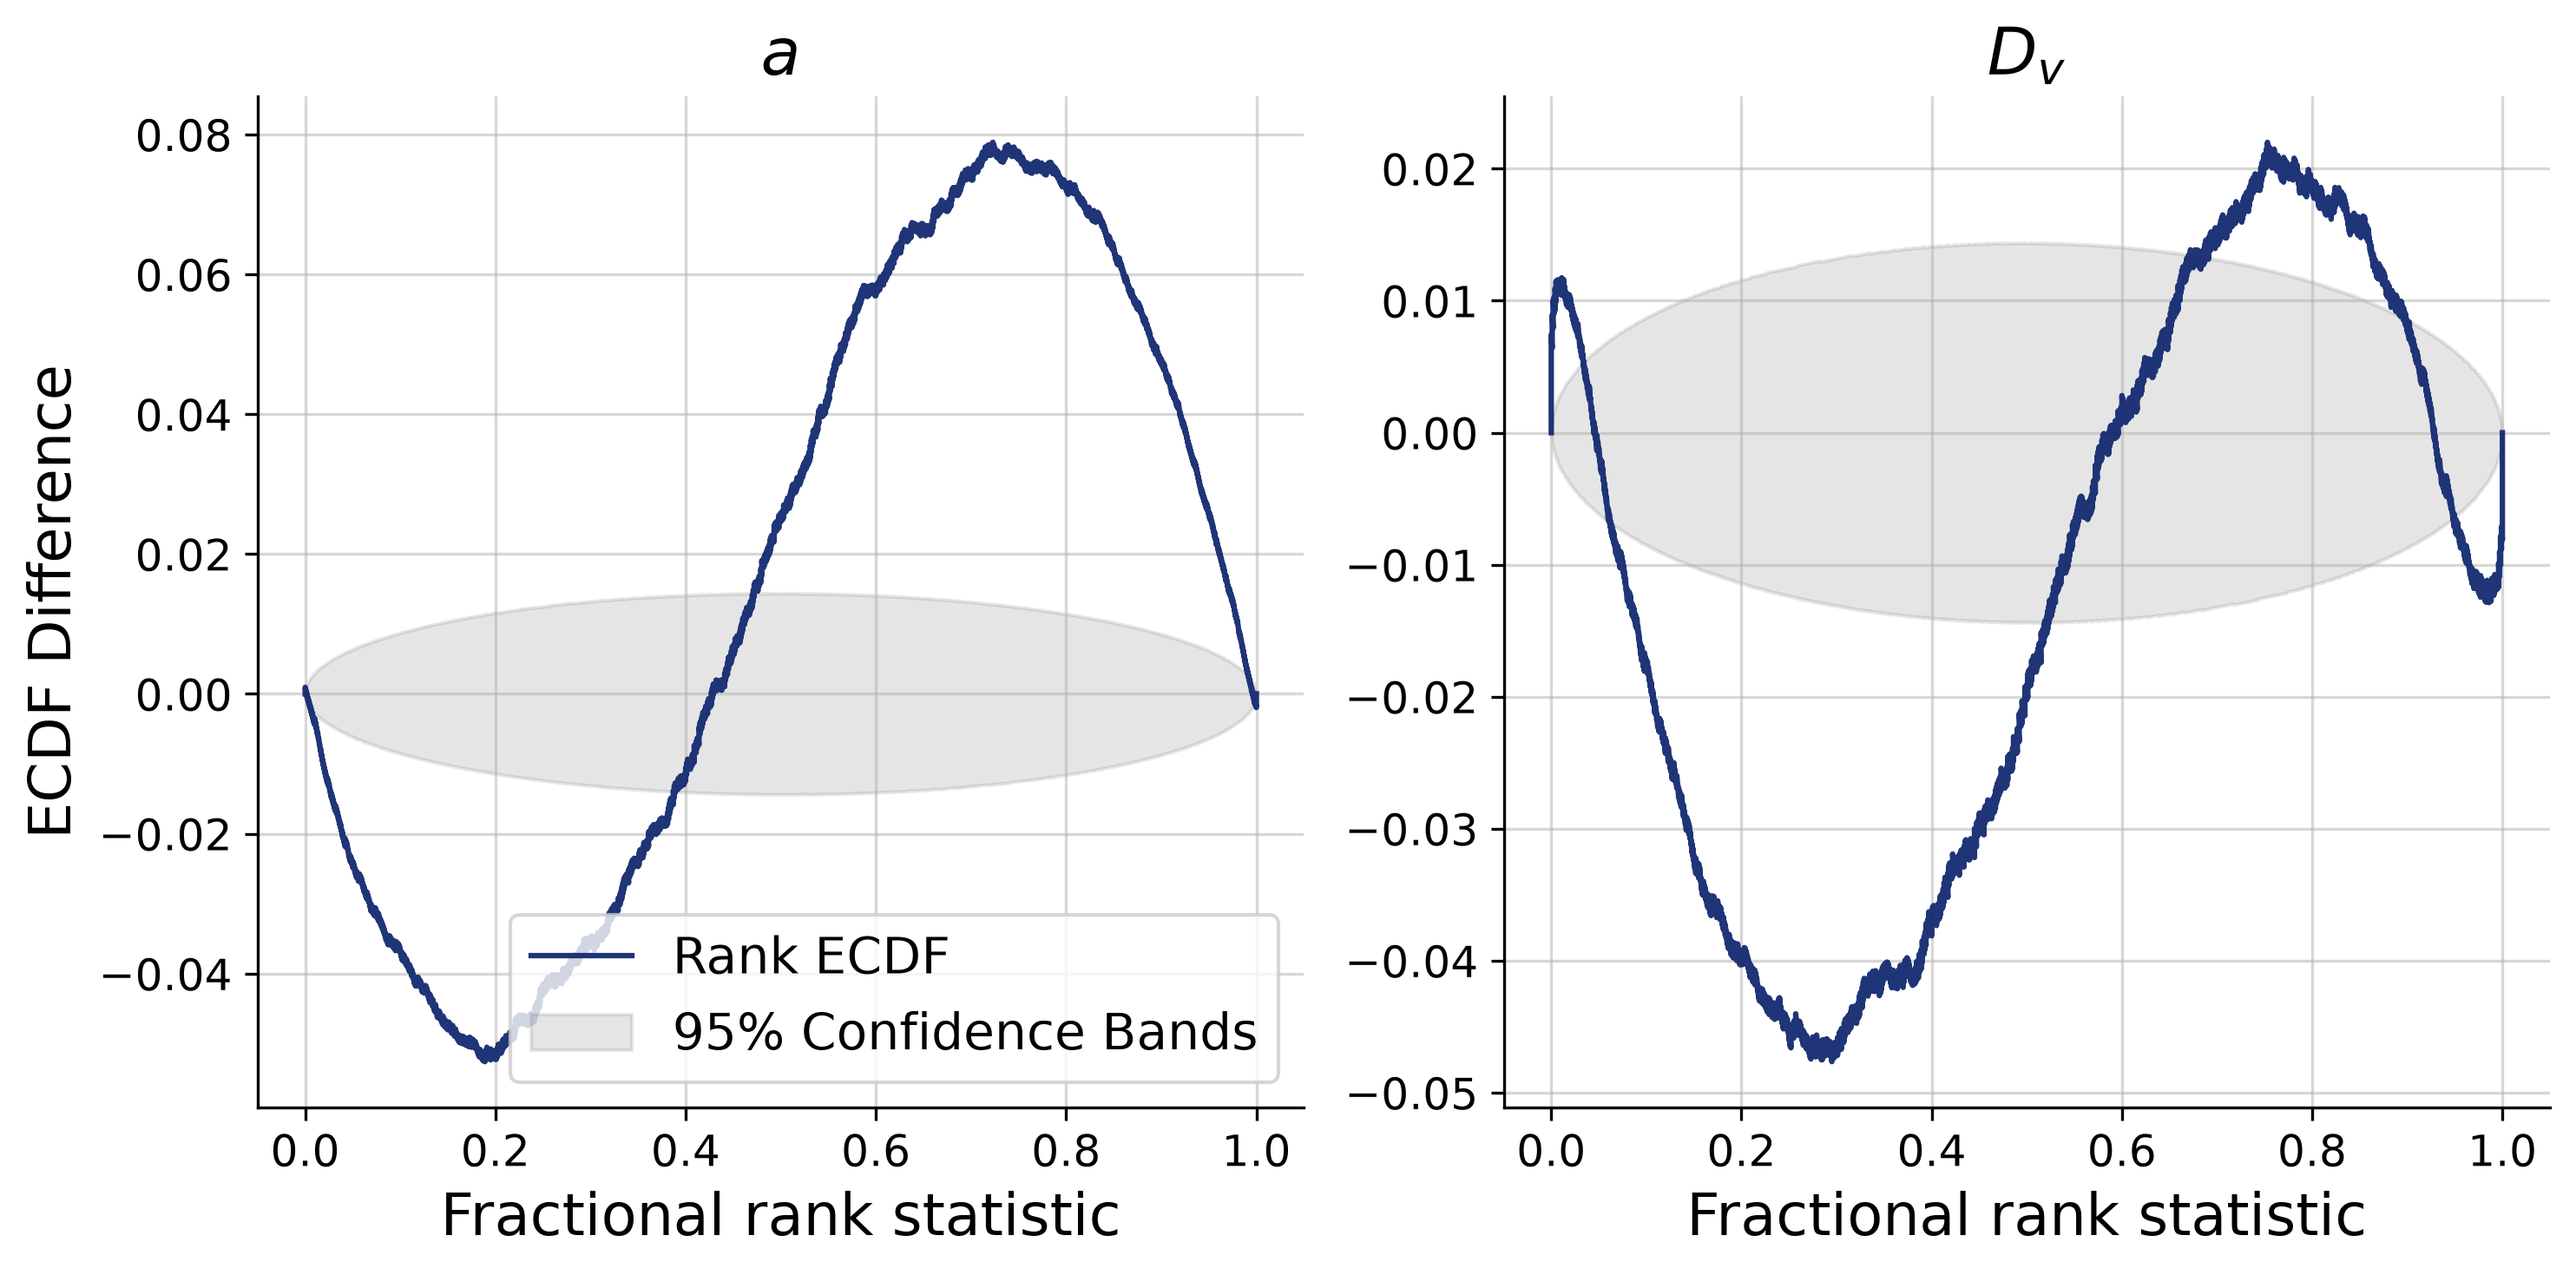 a
ECDF Difference
0.08
0.06
0.04
0.02
0.00
−0.02
−0.04
0.0 0.2 0.4 0.6 0.8 1.0
Fractional rank statistic
Rank ECDF
95% Confidence Bands
D_v
0.02
0.01
0.00
−0.01
−0.02
−0.03
−0.04
−0.05
0.0 0.2 0.4 0.6 0.8 1.0
Fractional rank statistic